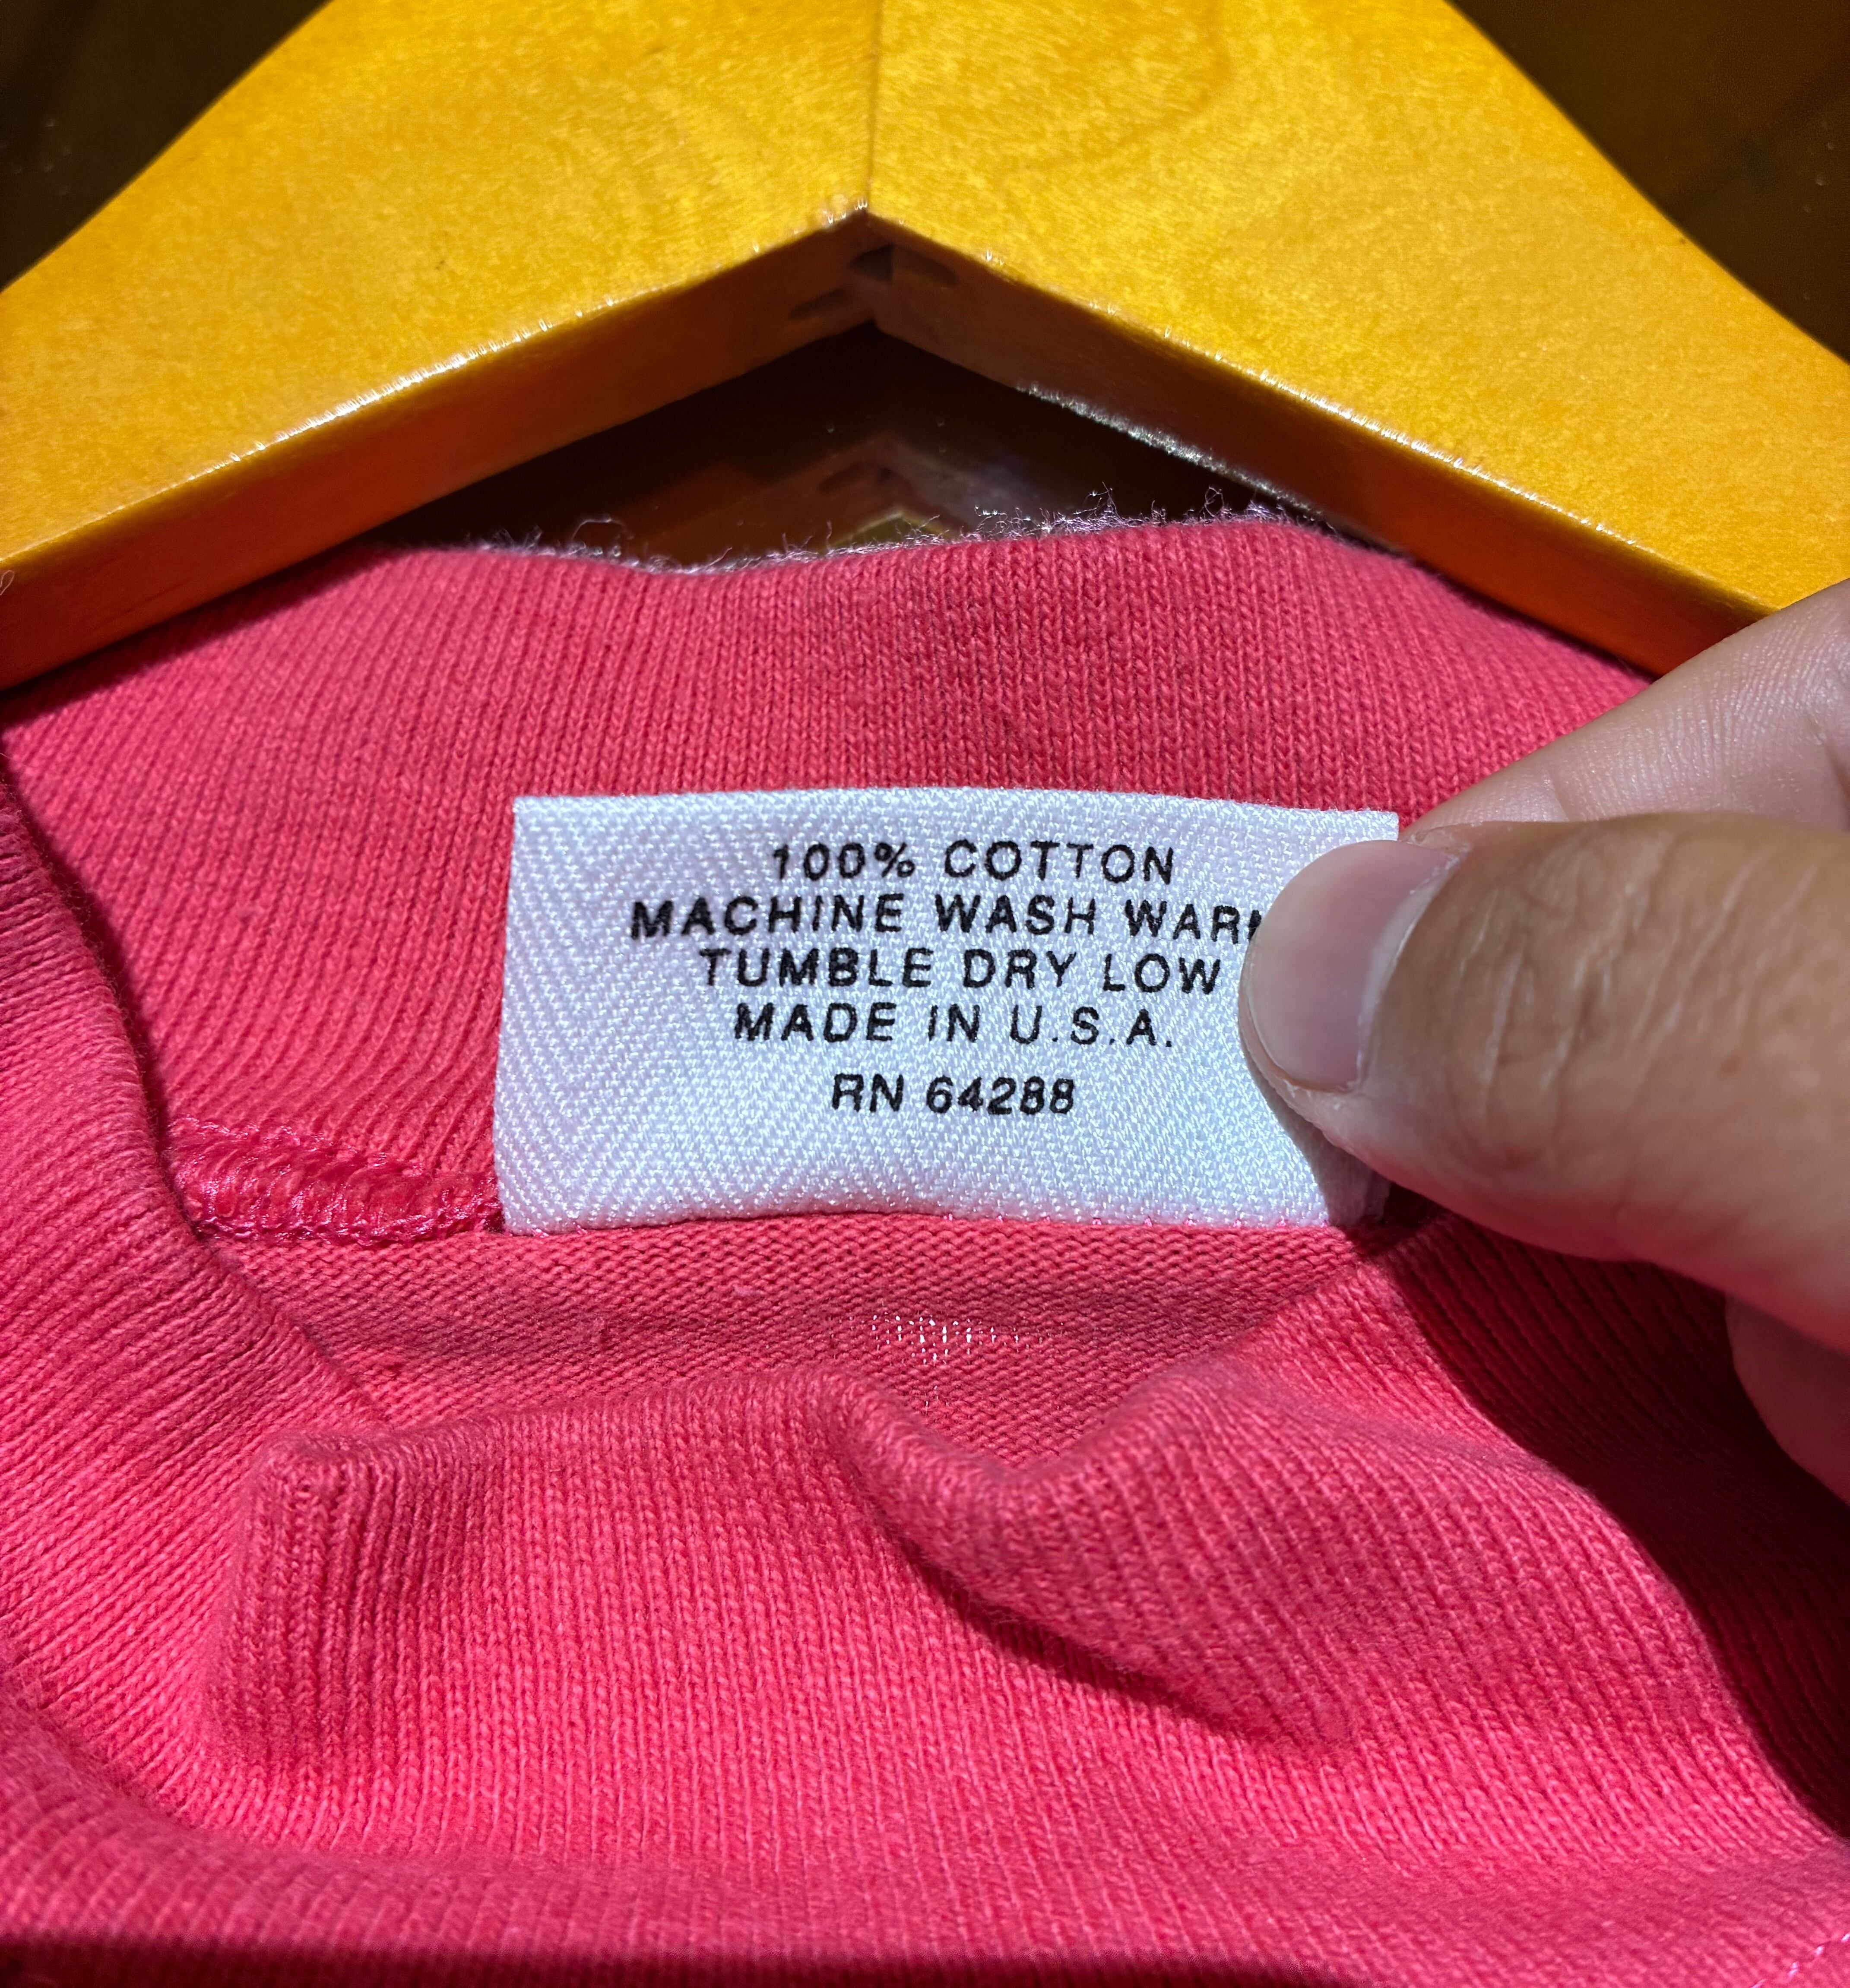 100% COTTON
MACHINE WASH WARM
TUMBLE DRY LOW
MADE IN U.S.A.
RN 64288